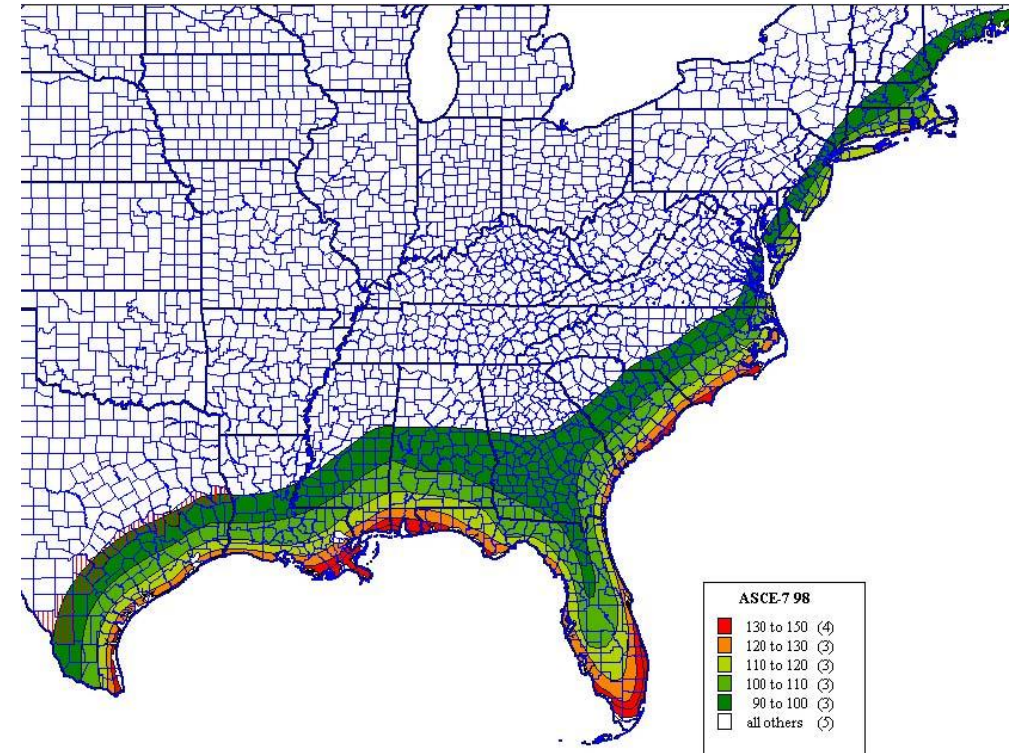 ASCE-7 98
130 to 150 (4)
120 to 130 (3)
110 to 120 (3)
100 to 110 (3)
90 to 100 (3)
all others (5)